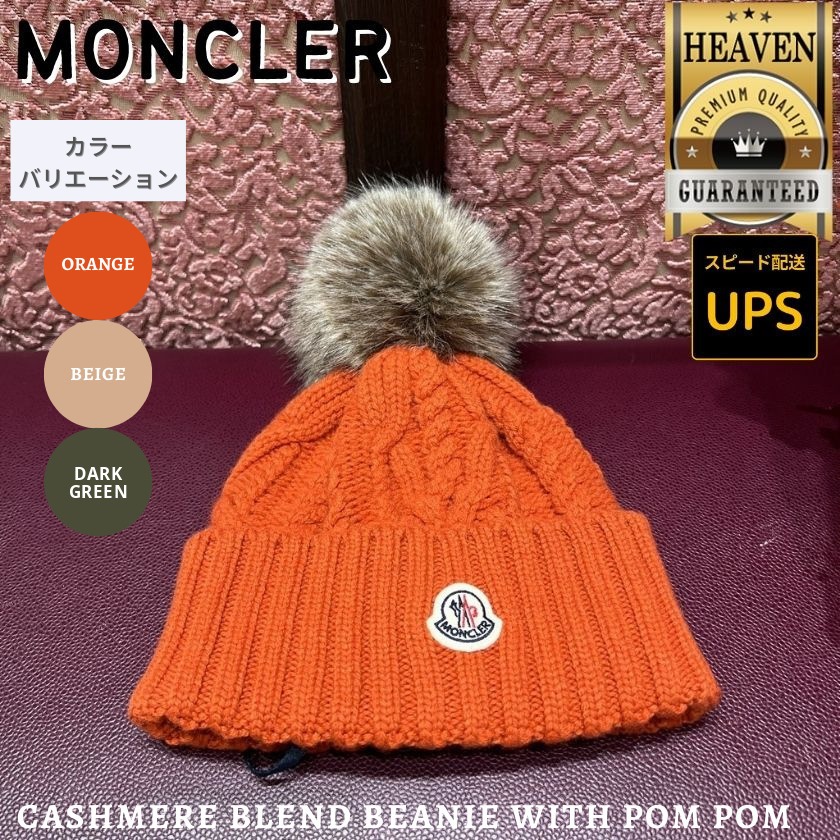 MONCLER
カラー
バリエーション
ORANGE
BEIGE
DARK
GREEN
HEAVEN
PREMIUM QUALITY
GUARANTEED
スピード配送
UPS
MONCLER
CASHMERE BLEND BEANIE WITH POM POM